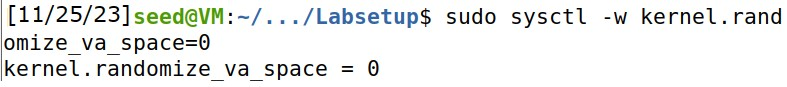 [11/25/23]seed@VM:~/.../Labsetup$ sudo sysctl -w kernel.rand
omize_va_space=0
kernel.randomize_va_space = 0